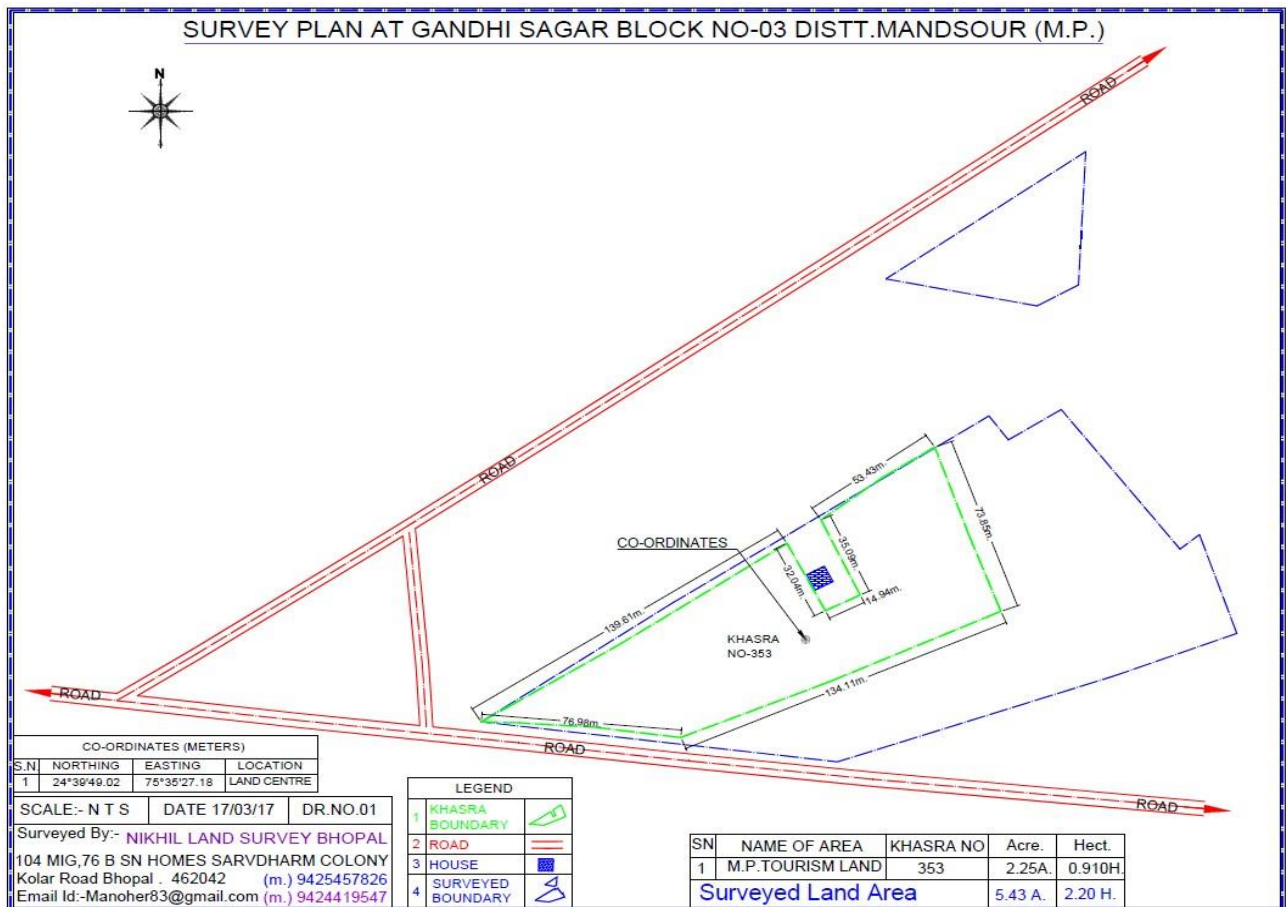 SURVEY PLAN AT GANDHI SAGAR BLOCK NO-03 DISTT.MANDSOUR (M.P.)
N
ROAD
ROAD
53.43m.
73.85m.
CO-ORDINATES
35.09m.
32.04m.
14.94m.
139.61m.
KHASRA
NO-353
134.11m.
76.98m.
ROAD
ROAD
ROAD
CO-ORDINATES (METERS)
S.N. NORTHING EASTING LOCATION
1 24°39'49.02 75°35'27.18 LAND CENTRE
SCALE:- N T S DATE 17/03/17 DR.NO.01
Surveyed By:- NIKHIL LAND SURVEY BHOPAL
104 MIG,76 B SN HOMES SARVDHARM COLONY
Kolar Road Bhopal . 462042 (m.) 9425457826
Email Id:-Manoher83@gmail.com (m.) 9424419547
LEGEND
1 KHASRA
BOUNDARY
2 ROAD
3 HOUSE
4 SURVEYED
BOUNDARY
SN NAME OF AREA KHASRA NO Acre. Hect.
1 M.P.TOURISM LAND 353 2.25A. 0.910H.
Surveyed Land Area 5.43 A. 2.20 H.